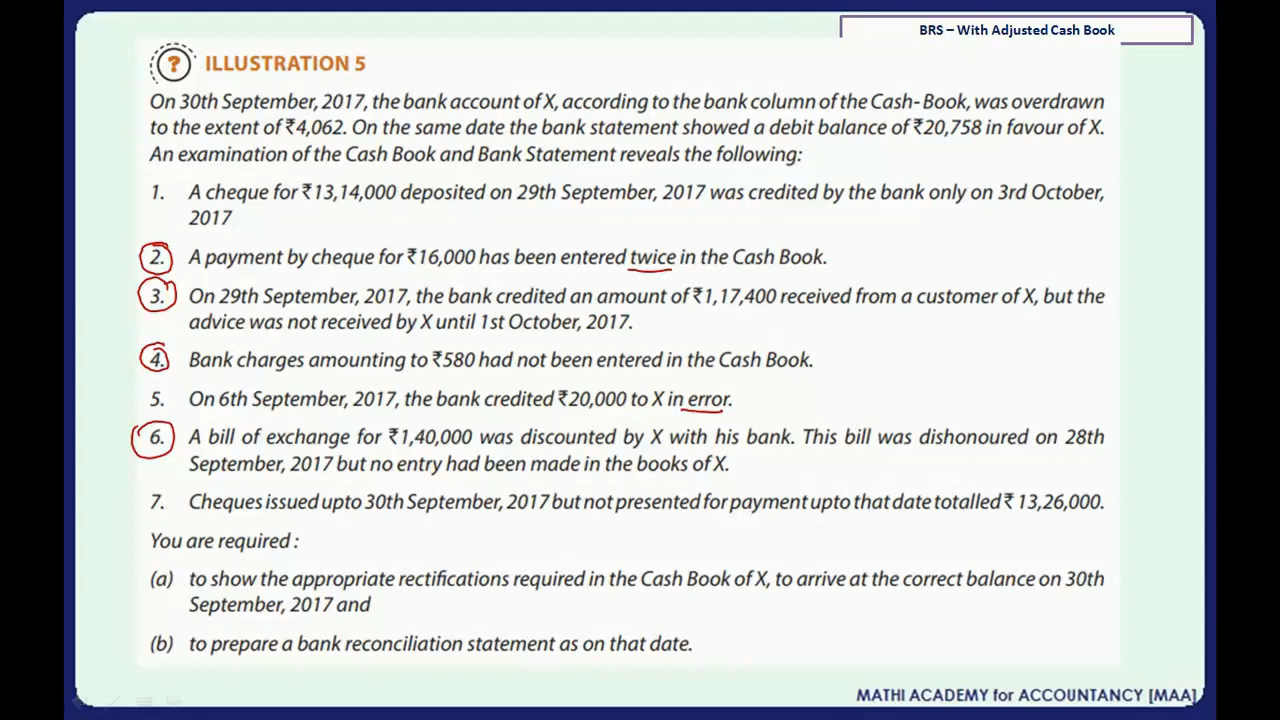 BRS – With Adjusted Cash Book
? ILLUSTRATION 5
On 30th September, 2017, the bank account of X, according to the bank column of the Cash- Book, was overdrawn
to the extent of ₹4,062. On the same date the bank statement showed a debit balance of ₹20,758 in favour of X.
An examination of the Cash Book and Bank Statement reveals the following:
1. A cheque for ₹13,14,000 deposited on 29th September, 2017 was credited by the bank only on 3rd October,
2017
2. A payment by cheque for ₹16,000 has been entered twice in the Cash Book.
3. On 29th September, 2017, the bank credited an amount of ₹1,17,400 received from a customer of X, but the
advice was not received by X until 1st October, 2017.
4. Bank charges amounting to ₹580 had not been entered in the Cash Book.
5. On 6th September, 2017, the bank credited ₹20,000 to X in error.
6. A bill of exchange for ₹1,40,000 was discounted by X with his bank. This bill was dishonoured on 28th
September, 2017 but no entry had been made in the books of X.
7. Cheques issued upto 30th September, 2017 but not presented for payment upto that date totalled ₹ 13,26,000.
You are required :
(a) to show the appropriate rectifications required in the Cash Book of X, to arrive at the correct balance on 30th
September, 2017 and
(b) to prepare a bank reconciliation statement as on that date.
MATHI ACADEMY for ACCOUNTANCY [MAA]